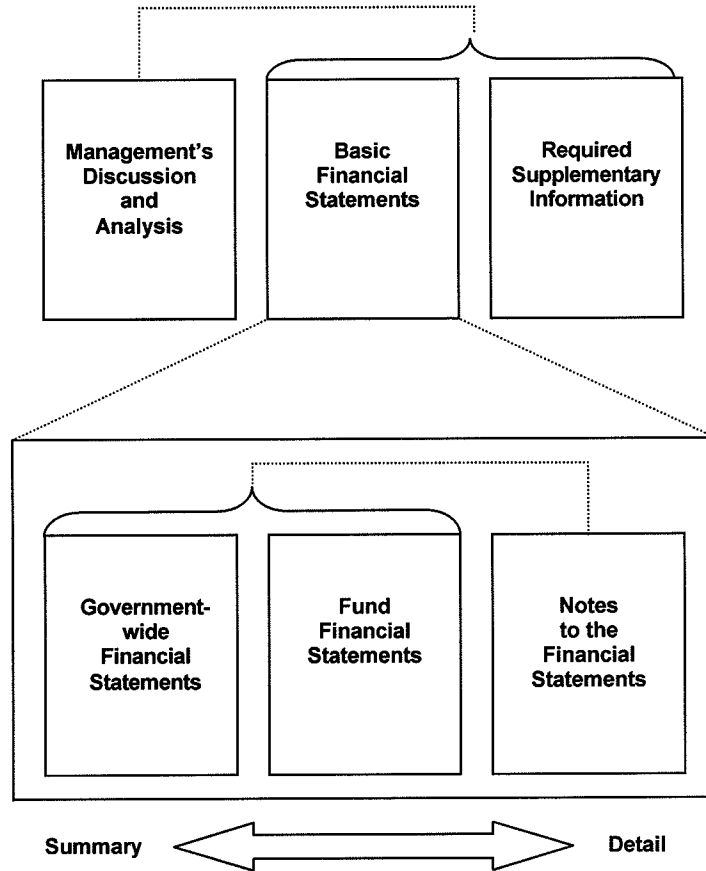 Management's
Discussion
and
Analysis
Basic
Financial
Statements
Required
Supplementary
Information
Government-
wide
Financial
Statements
Fund
Financial
Statements
Notes
to the
Financial
Statements
Summary
Detail